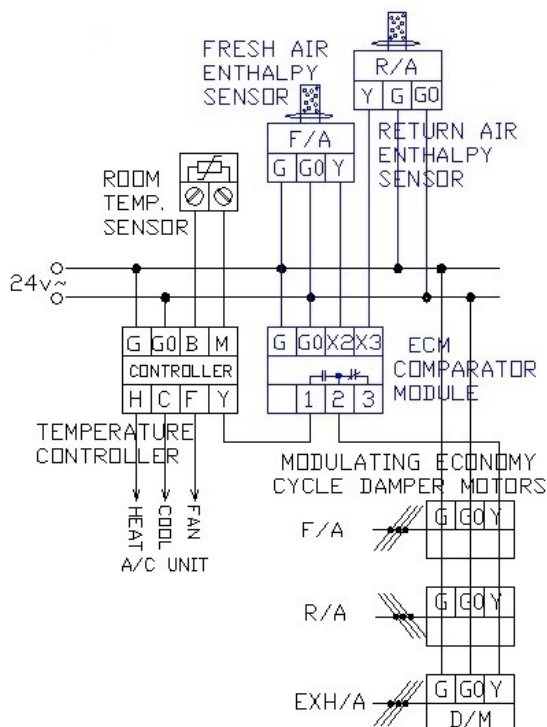 FRESH AIR
ENTHALPY
SENSOR
R/A
Y G G0
F/A
G G0 Y
RETURN AIR
ENTHALPY
SENSOR
ROOM
TEMP.
SENSOR
24v~
G G0 B M
CONTROLLER
H C F Y
G G0 X2 X3
1 2 3
ECM
COMPARATOR
MODULE
TEMPERATURE
CONTROLLER
MODULATING ECONOMY
CYCLE DAMPER MOTORS
HEAT
COOL
FAN
A/C UNIT
F/A
G G0 Y
R/A
G G0 Y
EXH/A
G G0 Y
D/M